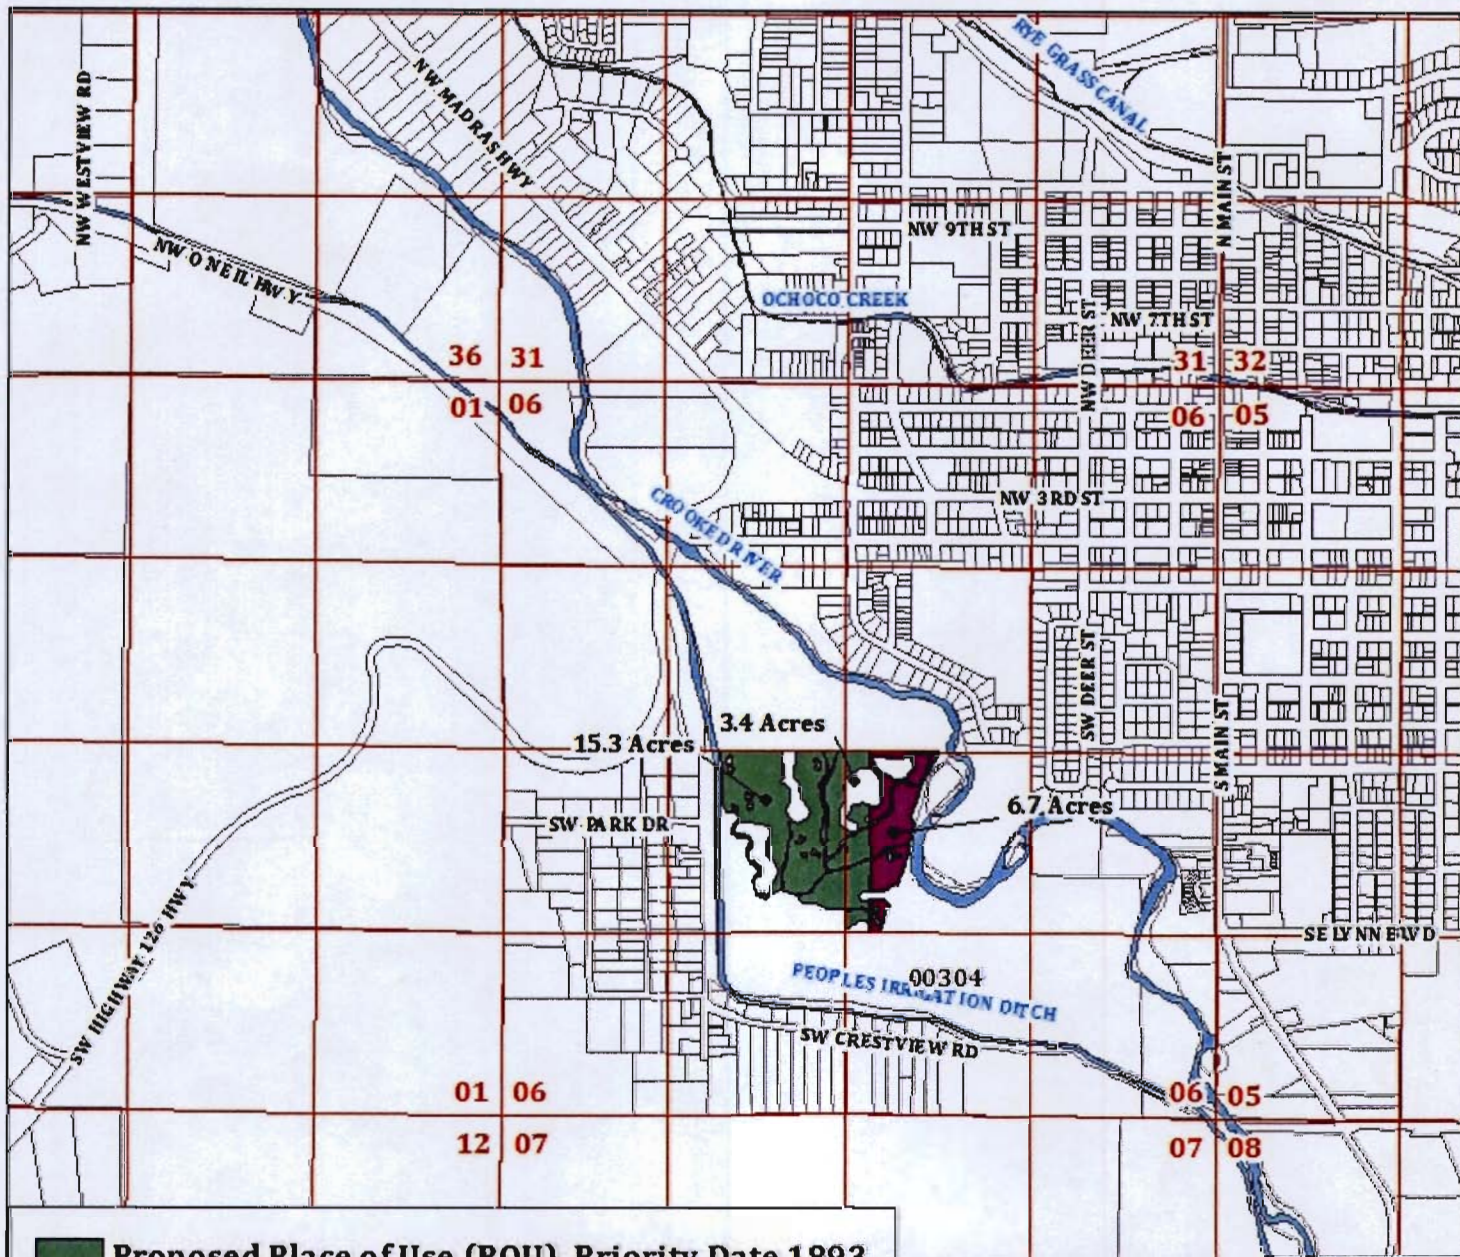 RYE GRASS CANAL
NW MADRAS HWY
NW WESTVIEW RD
N MAIN ST
NW 9TH ST
NW O NEIL HWY
OCHOCO CREEK
NW DEER ST
NW 7TH ST
36 31
31 32
01 06
06 05
CROOKED RIVER
NW 3RD ST
SW DEER ST
S MAIN ST
3.4 Acres
15.3 Acres
6.7 Acres
SW PARK DR
SW HIGHWAY 126 HWY
SE LYNN BLVD
00304
PEOPLES IRRIGATION DITCH
SW CRESTVIEW RD
01 06
06 05
12 07
07 08
Proposed Place of Use (POU), Priority Date 1893